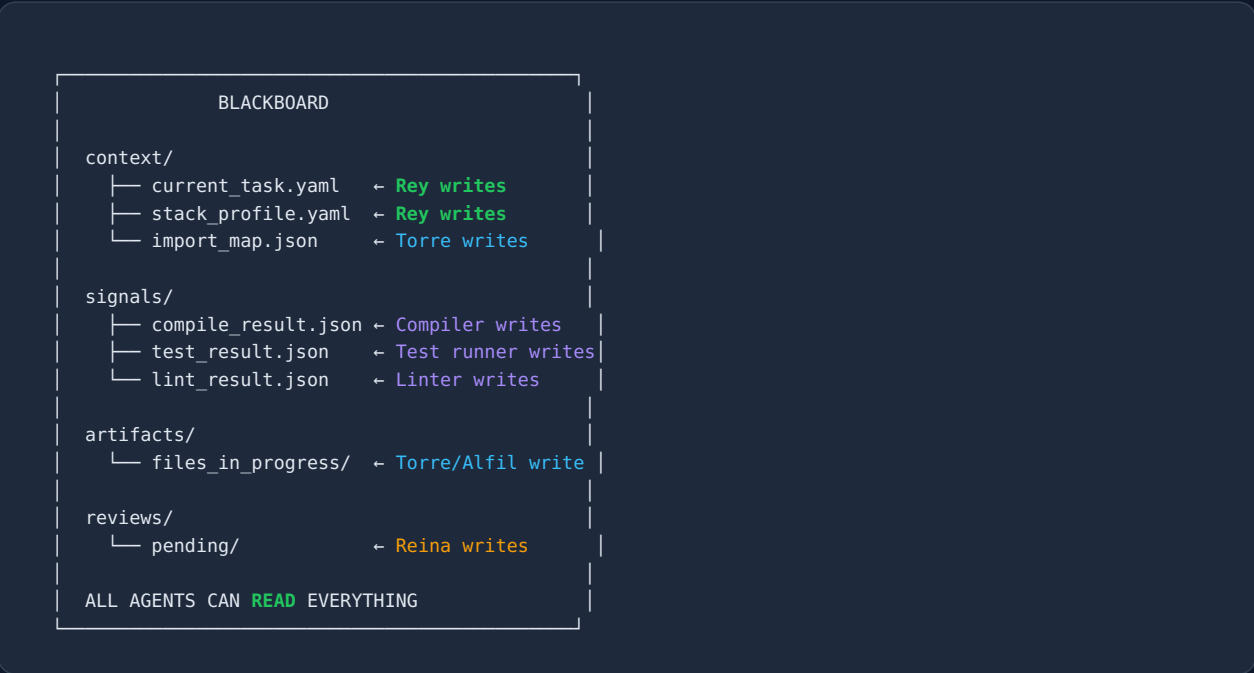 BLACKBOARD
context/
├── current_task.yaml ← Rey writes
├── stack_profile.yaml ← Rey writes
└── import_map.json ← Torre writes
signals/
├── compile_result.json ← Compiler writes
├── test_result.json ← Test runner writes
└── lint_result.json ← Linter writes
artifacts/
└── files_in_progress/ ← Torre/Alfil write
reviews/
└── pending/ ← Reina writes
ALL AGENTS CAN READ EVERYTHING